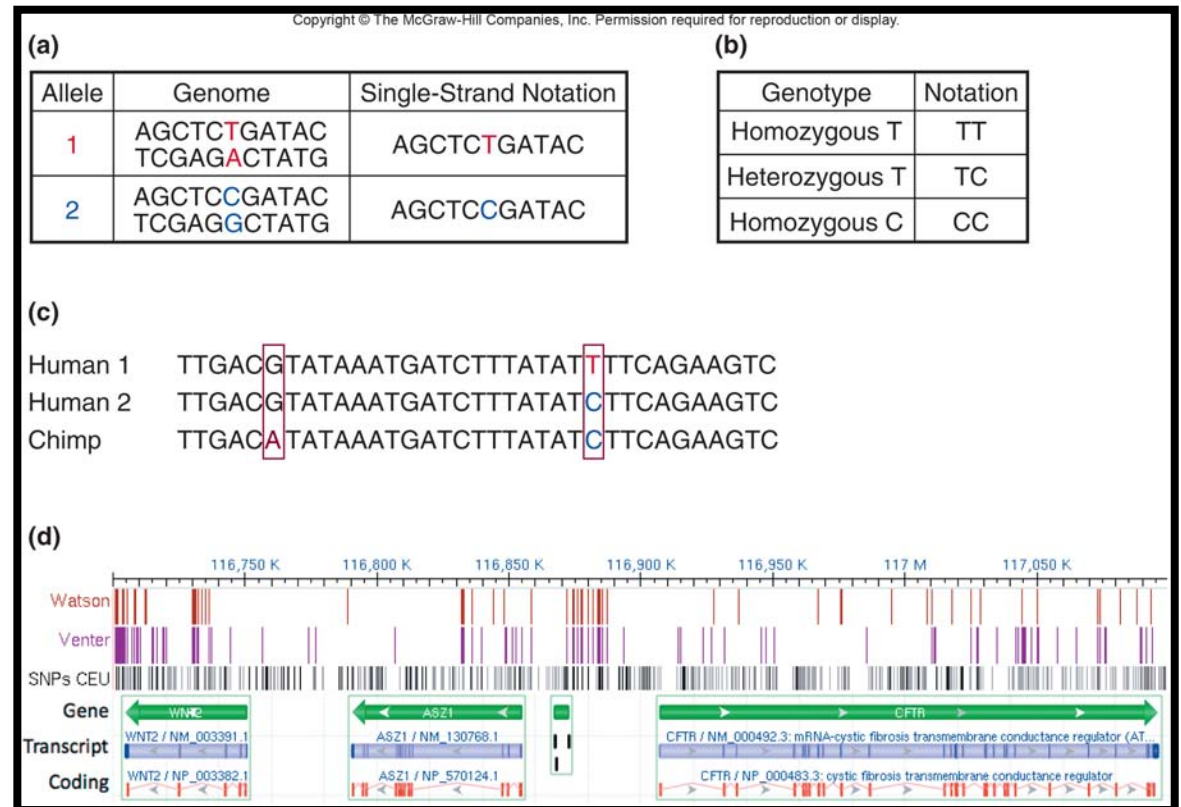 Copyright © The McGraw-Hill Companies, Inc. Permission required for reproduction or display.
(a)
Allele Genome Single-Strand Notation
1 AGCTCTGATAC AGCTCTGATAC
TCGAGACTATG
2 AGCTCCGATAC AGCTCCGATAC
TCGAGGCTATG
(b)
Genotype Notation
Homozygous T TT
Heterozygous T TC
Homozygous C CC
(c)
Human 1 TTGACGTATAAATGATCTTTATATTTTCAGAAGTC
Human 2 TTGACGTATAAATGATCTTTATATCTTCAGAAGTC
Chimp TTGACATATAAATGATCTTTATATCTTCAGAAGTC
(d)
116,750 K 116,800 K 116,850 K 116,900 K 116,950 K 117 M 117,050 K
Watson
Venter
SNPs CEU
Gene WNT2 ASZ1 CFTR
WNT2 / NM_003391.1 ASZ1 / NM_130768.1 CFTR / NM_000492.3: mRNA-cystic fibrosis transmembrane conductance regulator (AT...
Transcript
WNT2 / NP_003382.1 ASZ1 / NP_570124.1 CFTR / NP_000483.3: cystic fibrosis transmembrane conductance regulator
Coding